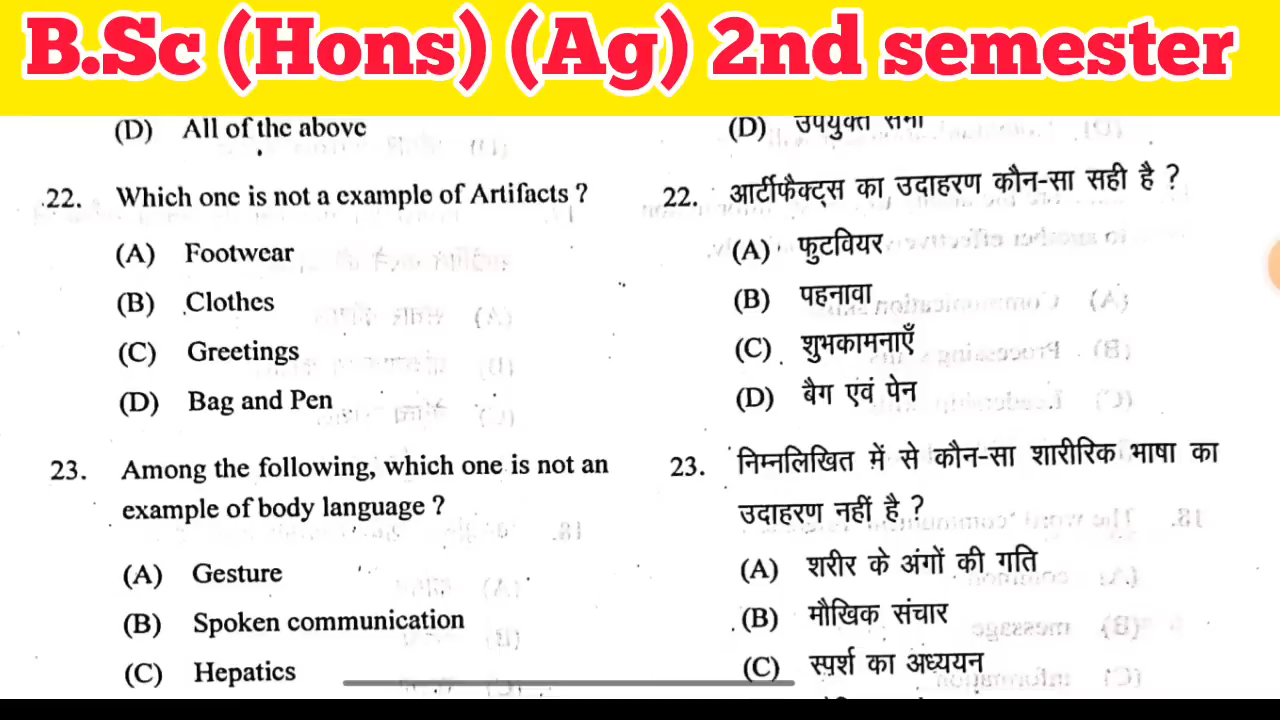 B.Sc (Hons) (Ag) 2nd semester
(D) All of the above
22. Which one is not a example of Artifacts ?
(A) Footwear
(B) Clothes
(C) Greetings
(D) Bag and Pen
23. Among the following, which one is not an
example of body language ?
(A) Gesture
(B) Spoken communication
(C) Hepatics
(D) उपर्युक्त सभी
22. आर्टीफैक्ट्स का उदाहरण कौन-सा सही है ?
(A) फुटवियर
(B) पहनावा
(C) शुभकामनाएँ
(D) बैग एवं पेन
23. निम्नलिखित में से कौन-सा शारीरिक भाषा का
उदाहरण नहीं है ?
(A) शरीर के अंगों की गति
(B) मौखिक संचार
(C) स्पर्श का अध्ययन